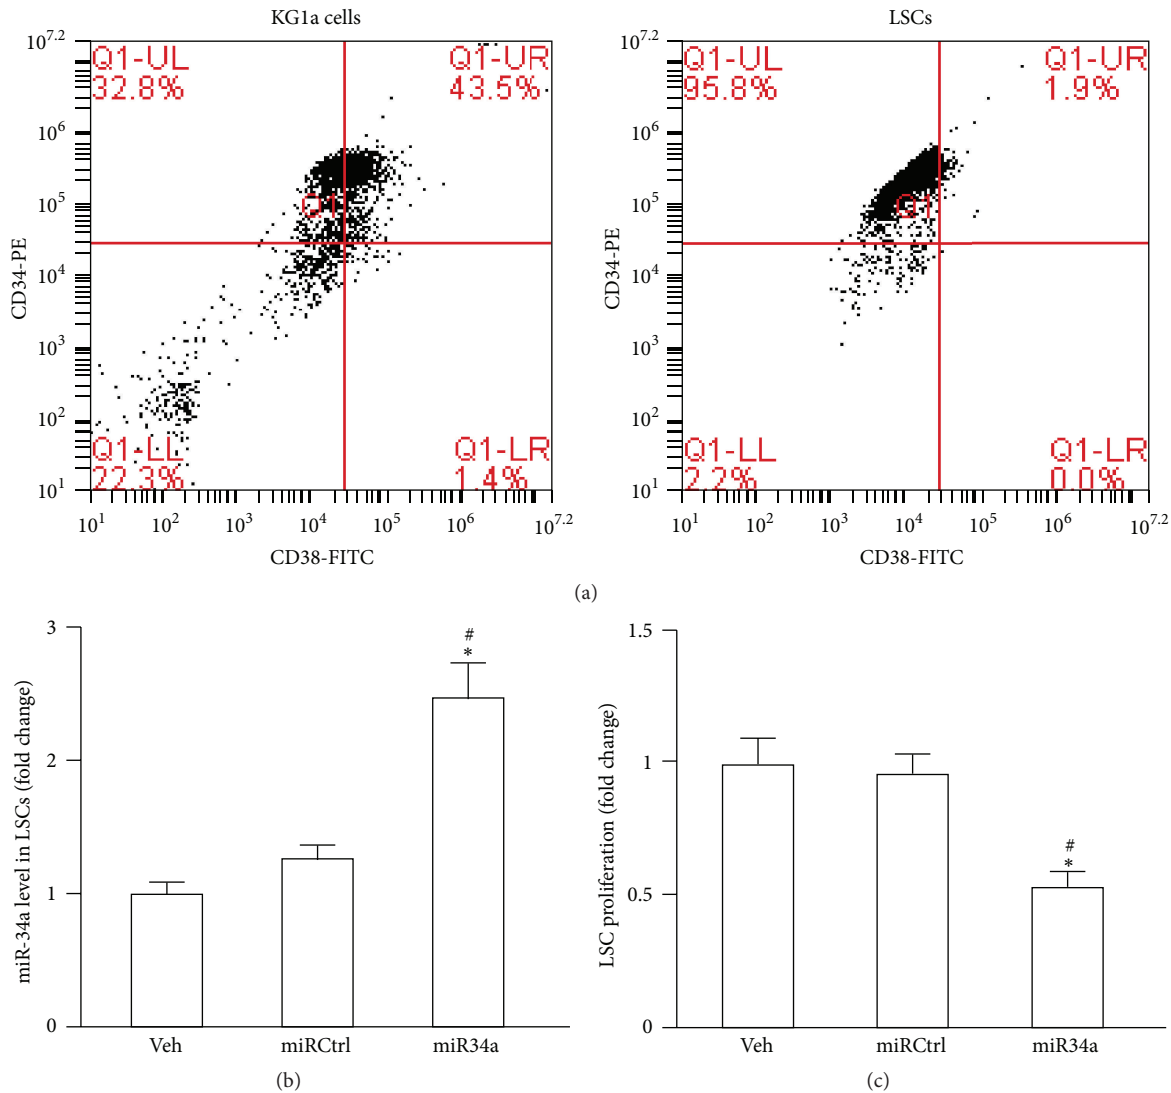 KG1a cells
LSCs
10^7.2
Q1-UL
Q1-UR
32.8%
43.5%
10^6
10^5
Q1
10^4
10^3
10^2
Q1-LL
Q1-LR
22.3%
1.4%
10^1
CD34-PE
10^1 10^2 10^3 10^4 10^5 10^6 10^7.2
CD38-FITC
10^7.2
Q1-UL
Q1-UR
95.8%
1.9%
10^6
10^5
Q1
10^4
10^3
10^2
Q1-LL
Q1-LR
2.2%
0.0%
10^1
CD34-PE
10^1 10^2 10^3 10^4 10^5 10^6 10^7.2
CD38-FITC
(a)
3
#
*
2
1
0
miR-34a level in LSCs (fold change)
Veh miRCtrl miR34a
(b)
1.5
1
#
*
0.5
0
LSC proliferation (fold change)
Veh miRCtrl miR34a
(c)